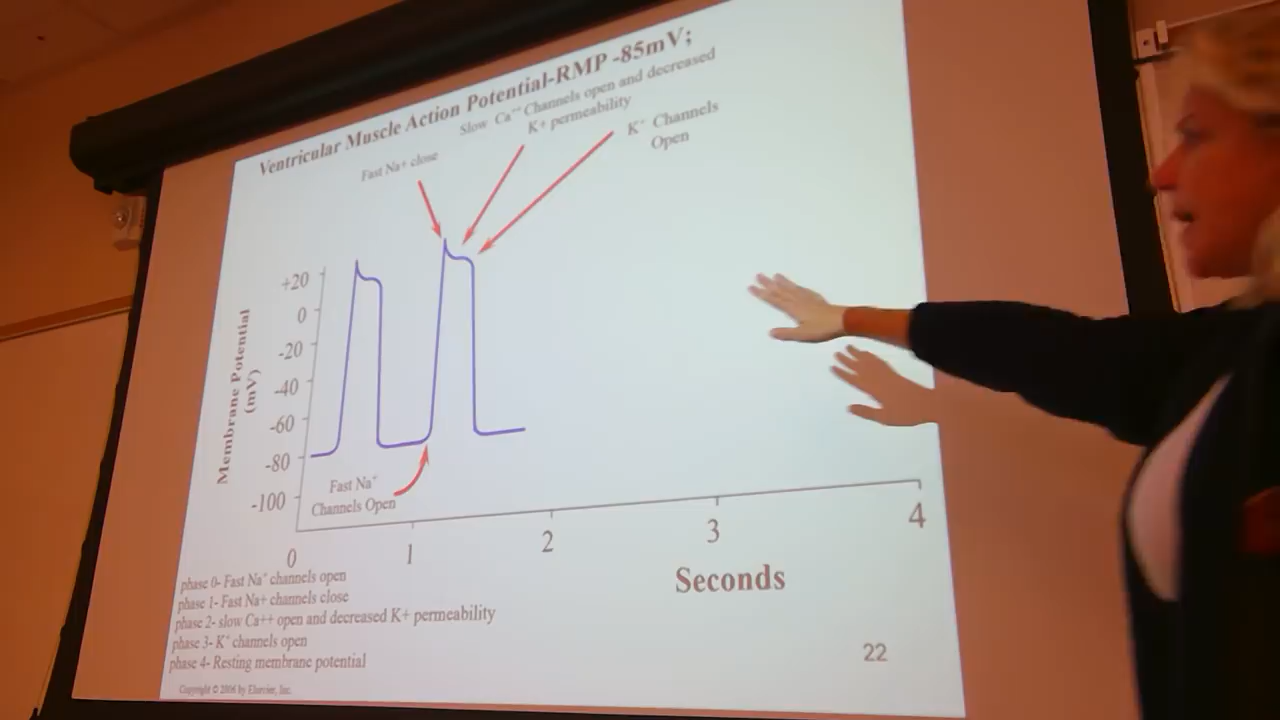 Ventricular Muscle Action Potential-RMP -85mV;
Slow Ca++ Channels open and decreased
K+ permeability
K+ Channels
Open
Fast Na+ close
Membrane Potential
(mV)
+20
0
-20
-40
-60
-80
-100
Fast Na+
Channels Open
0
1
2
3
4
Seconds
phase 0- Fast Na+ channels open
phase 1- Fast Na+ channels close
phase 2- slow Ca++ open and decreased K+ permeability
phase 3- K+ channels open
phase 4- Resting membrane potential
22
Copyright © 2006 by Elsevier, Inc.